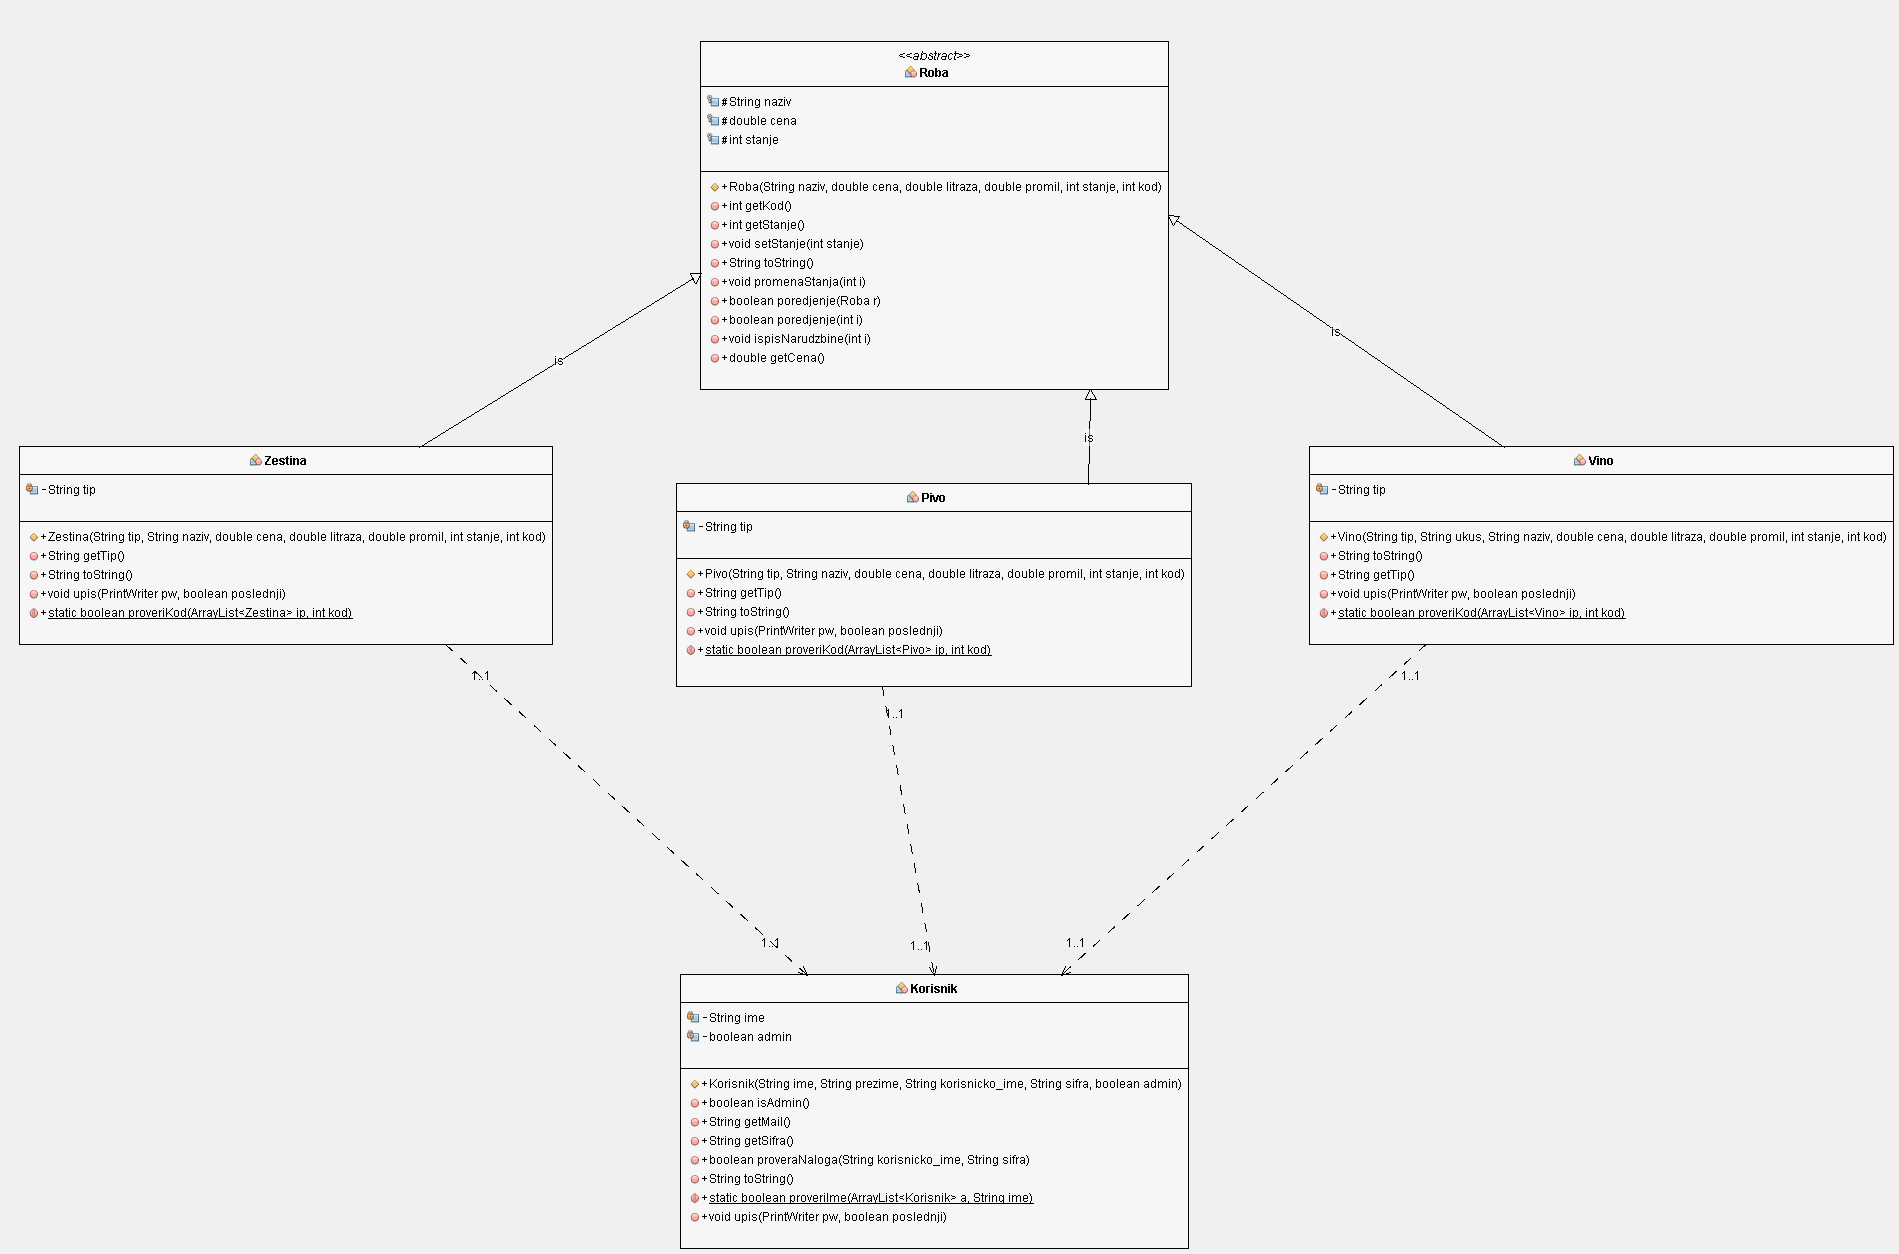 <<abstract>>
Roba
# String naziv
# double cena
# int stanje
+ Roba(String naziv, double cena, double litraza, double promil, int stanje, int kod)
+ int getKod()
+ int getStanje()
+ void setStanje(int stanje)
+ String toString()
+ void promenaStanja(int i)
+ boolean poredjenje(Roba r)
+ boolean poredjenje(int i)
+ void ispisNarudzbine(int i)
+ double getCena()
is
is
is
Zestina
- String tip
+ Zestina(String tip, String naziv, double cena, double litraza, double promil, int stanje, int kod)
+ String getTip()
+ String toString()
+ void upis(PrintWriter pw, boolean poslednji)
+ static boolean proveriKod(ArrayList<Zestina> ip, int kod)
Pivo
- String tip
+ Pivo(String tip, String naziv, double cena, double litraza, double promil, int stanje, int kod)
+ String getTip()
+ String toString()
+ void upis(PrintWriter pw, boolean poslednji)
+ static boolean proveriKod(ArrayList<Pivo> ip, int kod)
Vino
- String tip
+ Vino(String tip, String ukus, String naziv, double cena, double litraza, double promil, int stanje, int kod)
+ String toString()
+ String getTip()
+ void upis(PrintWriter pw, boolean poslednji)
+ static boolean proveriKod(ArrayList<Vino> ip, int kod)
1..1
1..1
1..1
1..1
1..1
1..1
Korisnik
- String ime
- boolean admin
+ Korisnik(String ime, String prezime, String korisnicko_ime, String sifra, boolean admin)
+ boolean isAdmin()
+ String getMail()
+ String getSifra()
+ boolean proveraNaloga(String korisnicko_ime, String sifra)
+ String toString()
+ static boolean proveriIme(ArrayList<Korisnik> a, String ime)
+ void upis(PrintWriter pw, boolean poslednji)